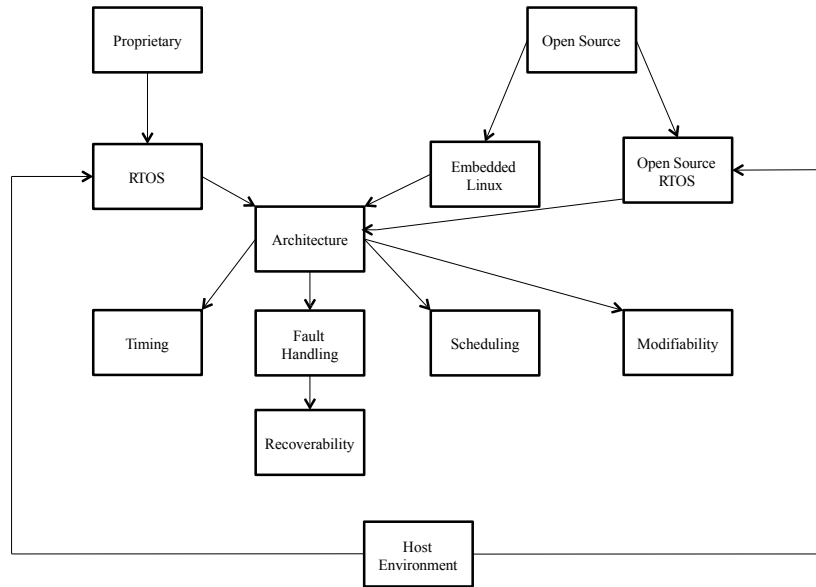 Proprietary
Open Source
RTOS
Embedded
Linux
Open Source
RTOS
Architecture
Timing
Fault
Handling
Scheduling
Modifiability
Recoverability
Host
Environment